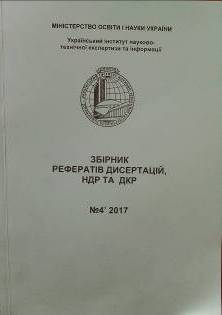 МІНІСТЕРСТВО ОСВІТИ І НАУКИ УКРАЇНИ
Український інститут науково-
технічної експертизи та інформації
ЗБІРНИК
РЕФЕРАТІВ ДИСЕРТАЦІЙ,
НДР ТА ДКР
№4' 2017